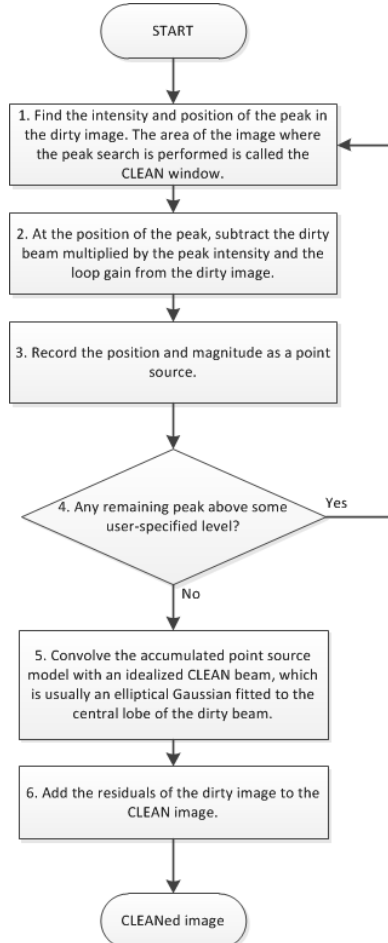 START
1. Find the intensity and position of the peak in
the dirty image. The area of the image where
the peak search is performed is called the
CLEAN window.
2. At the position of the peak, subtract the dirty
beam multiplied by the peak intensity and the
loop gain from the dirty image.
3. Record the position and magnitude as a point
source.
4. Any remaining peak above some
user-specified level?
Yes
No
5. Convolve the accumulated point source
model with an idealized CLEAN beam, which
is usually an elliptical Gaussian fitted to the
central lobe of the dirty beam.
6. Add the residuals of the dirty image to the
CLEAN image.
CLEANed image